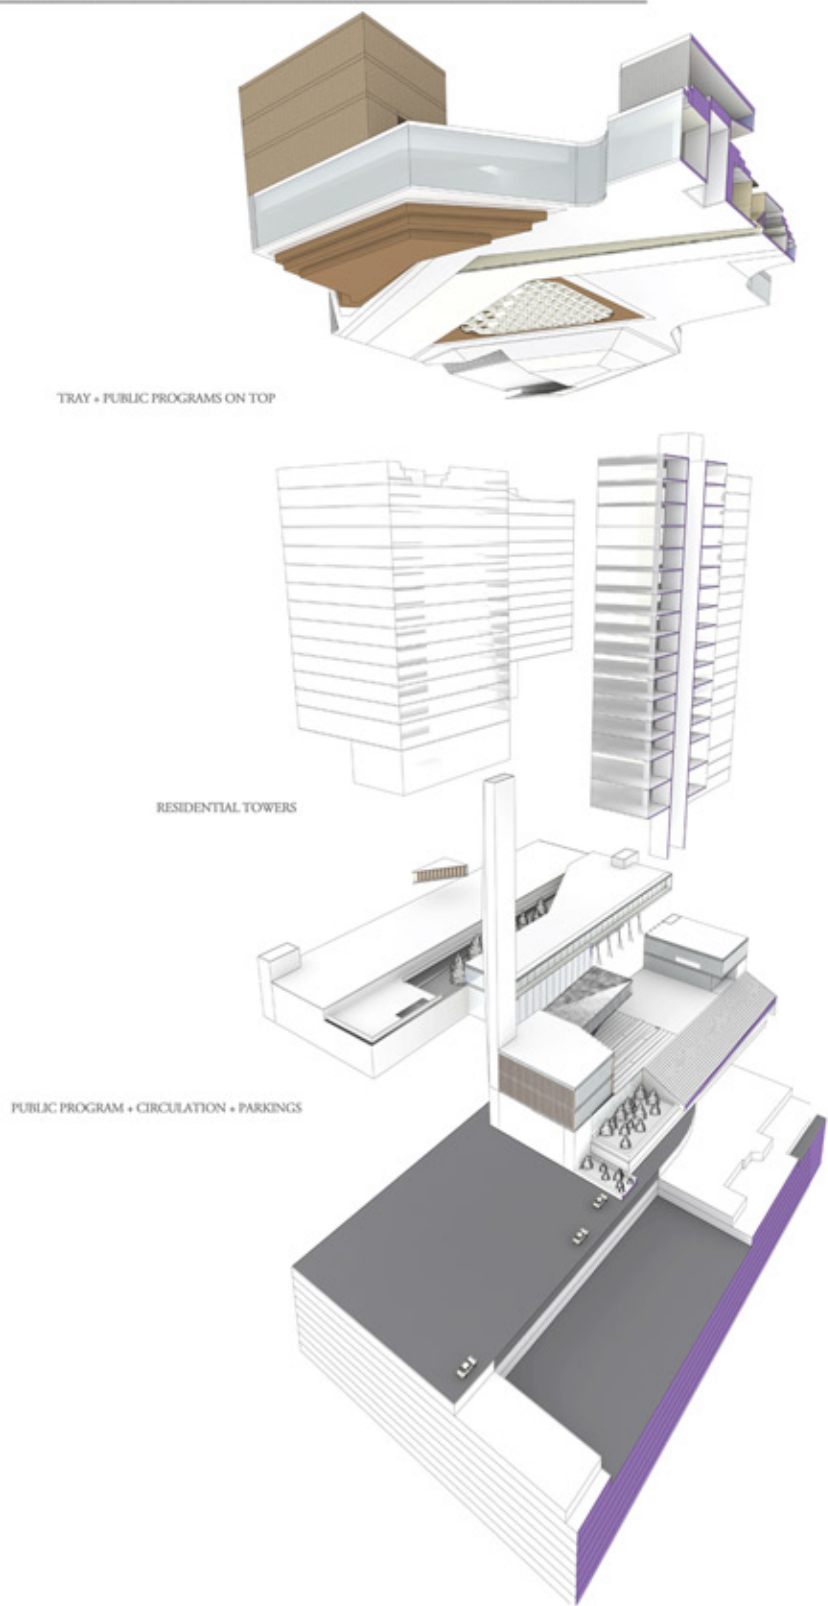 TRAY + PUBLIC PROGRAMS ON TOP
RESIDENTIAL TOWERS
PUBLIC PROGRAM + CIRCULATION + PARKINGS